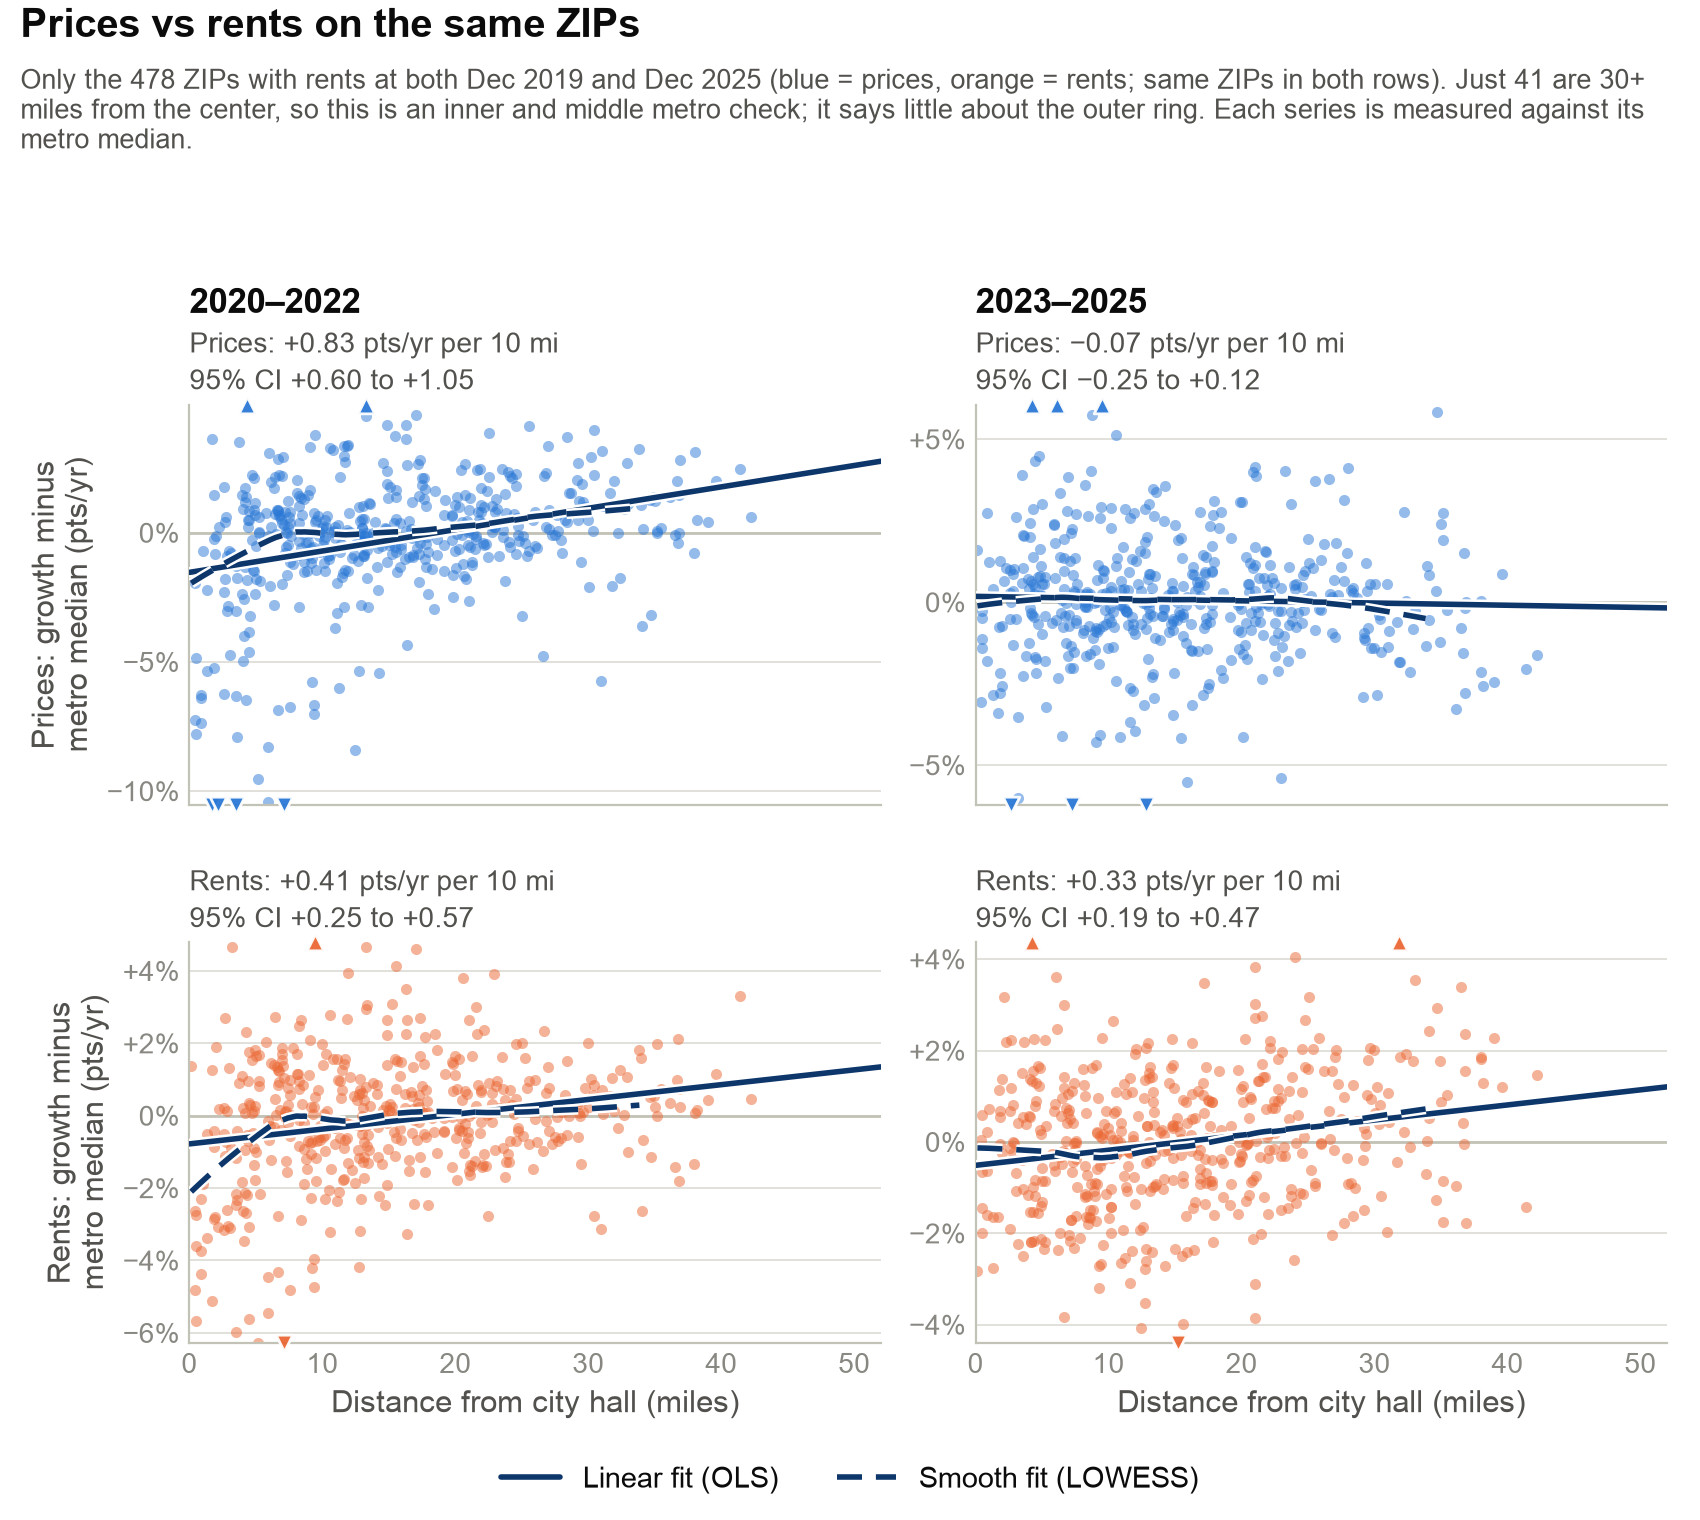 Prices vs rents on the same ZIPs
Only the 478 ZIPs with rents at both Dec 2019 and Dec 2025 (blue = prices, orange = rents; same ZIPs in both rows). Just 41 are 30+
miles from the center, so this is an inner and middle metro check; it says little about the outer ring. Each series is measured against its
metro median.
2020–2022
Prices: +0.83 pts/yr per 10 mi
95% CI +0.60 to +1.05
2023–2025
Prices: −0.07 pts/yr per 10 mi
95% CI −0.25 to +0.12
Prices: growth minus
metro median (pts/yr)
0%
−5%
−10%
+5%
0%
−5%
Rents: +0.41 pts/yr per 10 mi
95% CI +0.25 to +0.57
Rents: +0.33 pts/yr per 10 mi
95% CI +0.19 to +0.47
Rents: growth minus
metro median (pts/yr)
+4%
+2%
0%
−2%
−4%
−6%
+4%
+2%
0%
−2%
−4%
0 10 20 30 40 50
0 10 20 30 40 50
Distance from city hall (miles)
Distance from city hall (miles)
Linear fit (OLS)
Smooth fit (LOWESS)